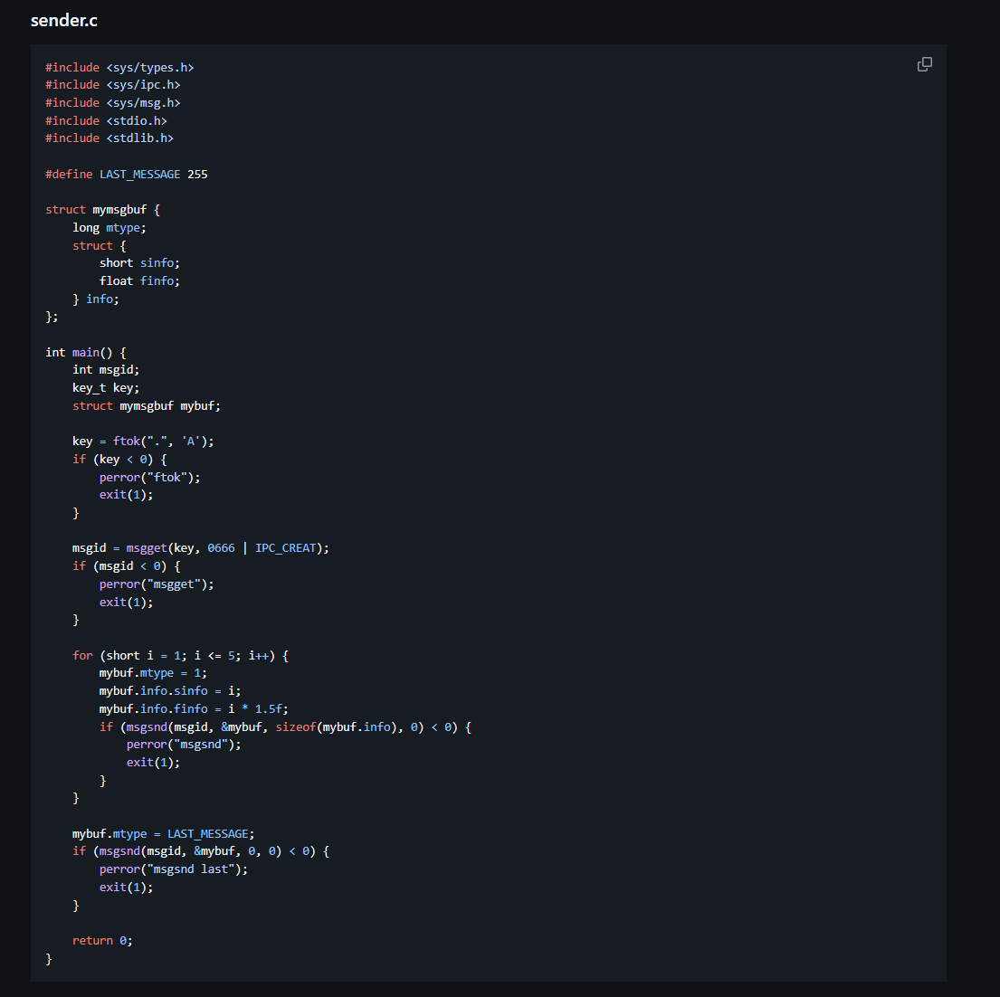 sender.c
#include <sys/types.h>
#include <sys/ipc.h>
#include <sys/msg.h>
#include <stdio.h>
#include <stdlib.h>

#define LAST_MESSAGE 255

struct mymsgbuf {
    long mtype;
    struct {
        short sinfo;
        float finfo;
    } info;
};

int main() {
    int msgid;
    key_t key;
    struct mymsgbuf mybuf;

    key = ftok(".", 'A');
    if (key < 0) {
        perror("ftok");
        exit(1);
    }

    msgid = msgget(key, 0666 | IPC_CREAT);
    if (msgid < 0) {
        perror("msgget");
        exit(1);
    }

    for (short i = 1; i <= 5; i++) {
        mybuf.mtype = 1;
        mybuf.info.sinfo = i;
        mybuf.info.finfo = i * 1.5f;
        if (msgsnd(msgid, &mybuf, sizeof(mybuf.info), 0) < 0) {
            perror("msgsnd");
            exit(1);
        }
    }

    mybuf.mtype = LAST_MESSAGE;
    if (msgsnd(msgid, &mybuf, 0, 0) < 0) {
        perror("msgsnd last");
        exit(1);
    }

    return 0;
}